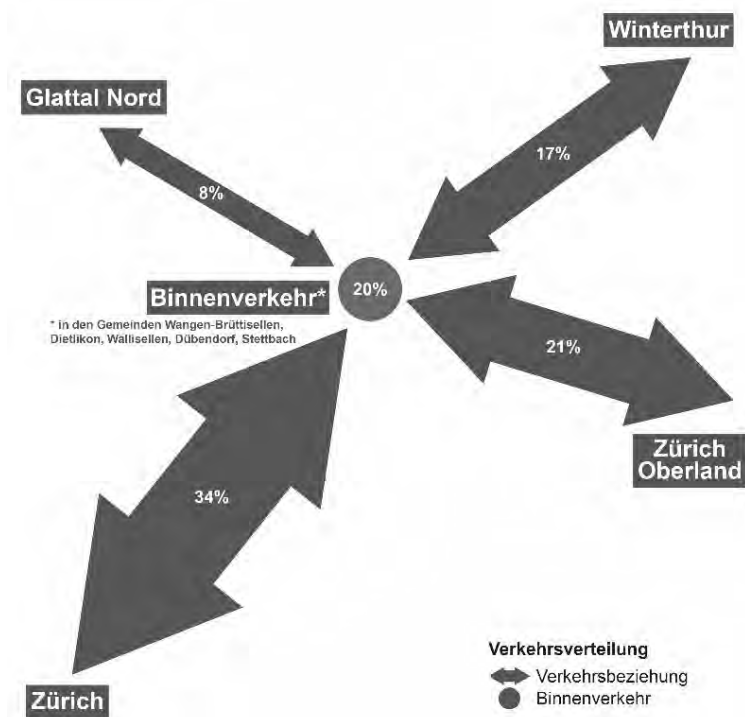 Winterthur
Glattal Nord
17%
8%
Binnenverkehr*
20%
* in den Gemeinden Wangen-Brüttisellen,
Dietlikon, Wallisellen, Dübendorf, Stettbach
21%
Zürich
Oberland
34%
Verkehrsverteilung
Verkehrsbeziehung
Binnenverkehr
Zürich